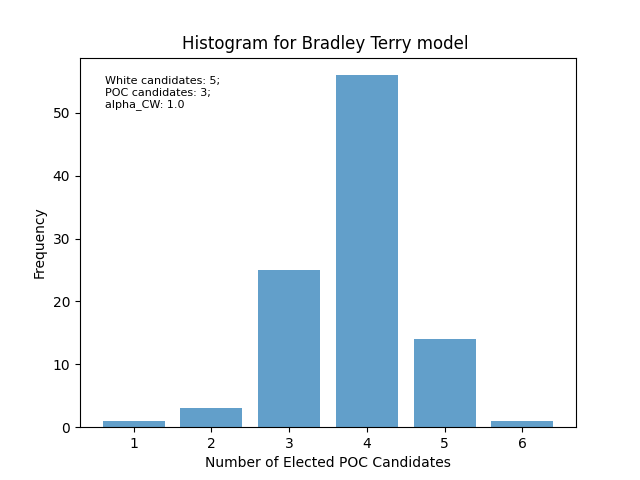 Histogram for Bradley Terry model
White candidates: 5;
POC candidates: 3;
alpha_CW: 1.0
Frequency
50
40
30
20
10
0
1 2 3 4 5 6
Number of Elected POC Candidates